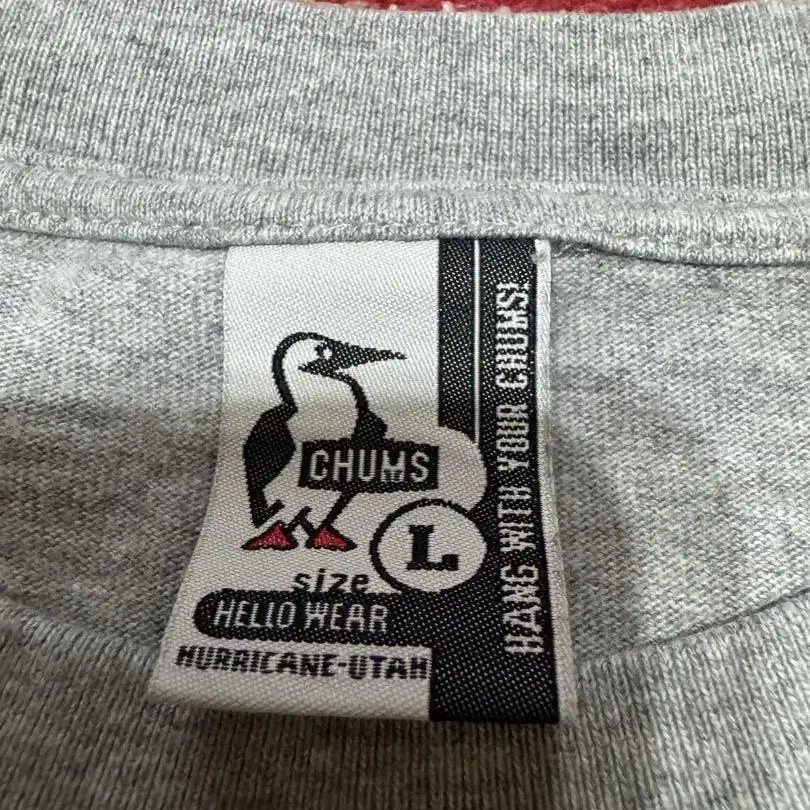 CHUMS
L
size
HELLO WEAR
HURRICANE-UTAH
HANG WITH YOUR CHUMS!